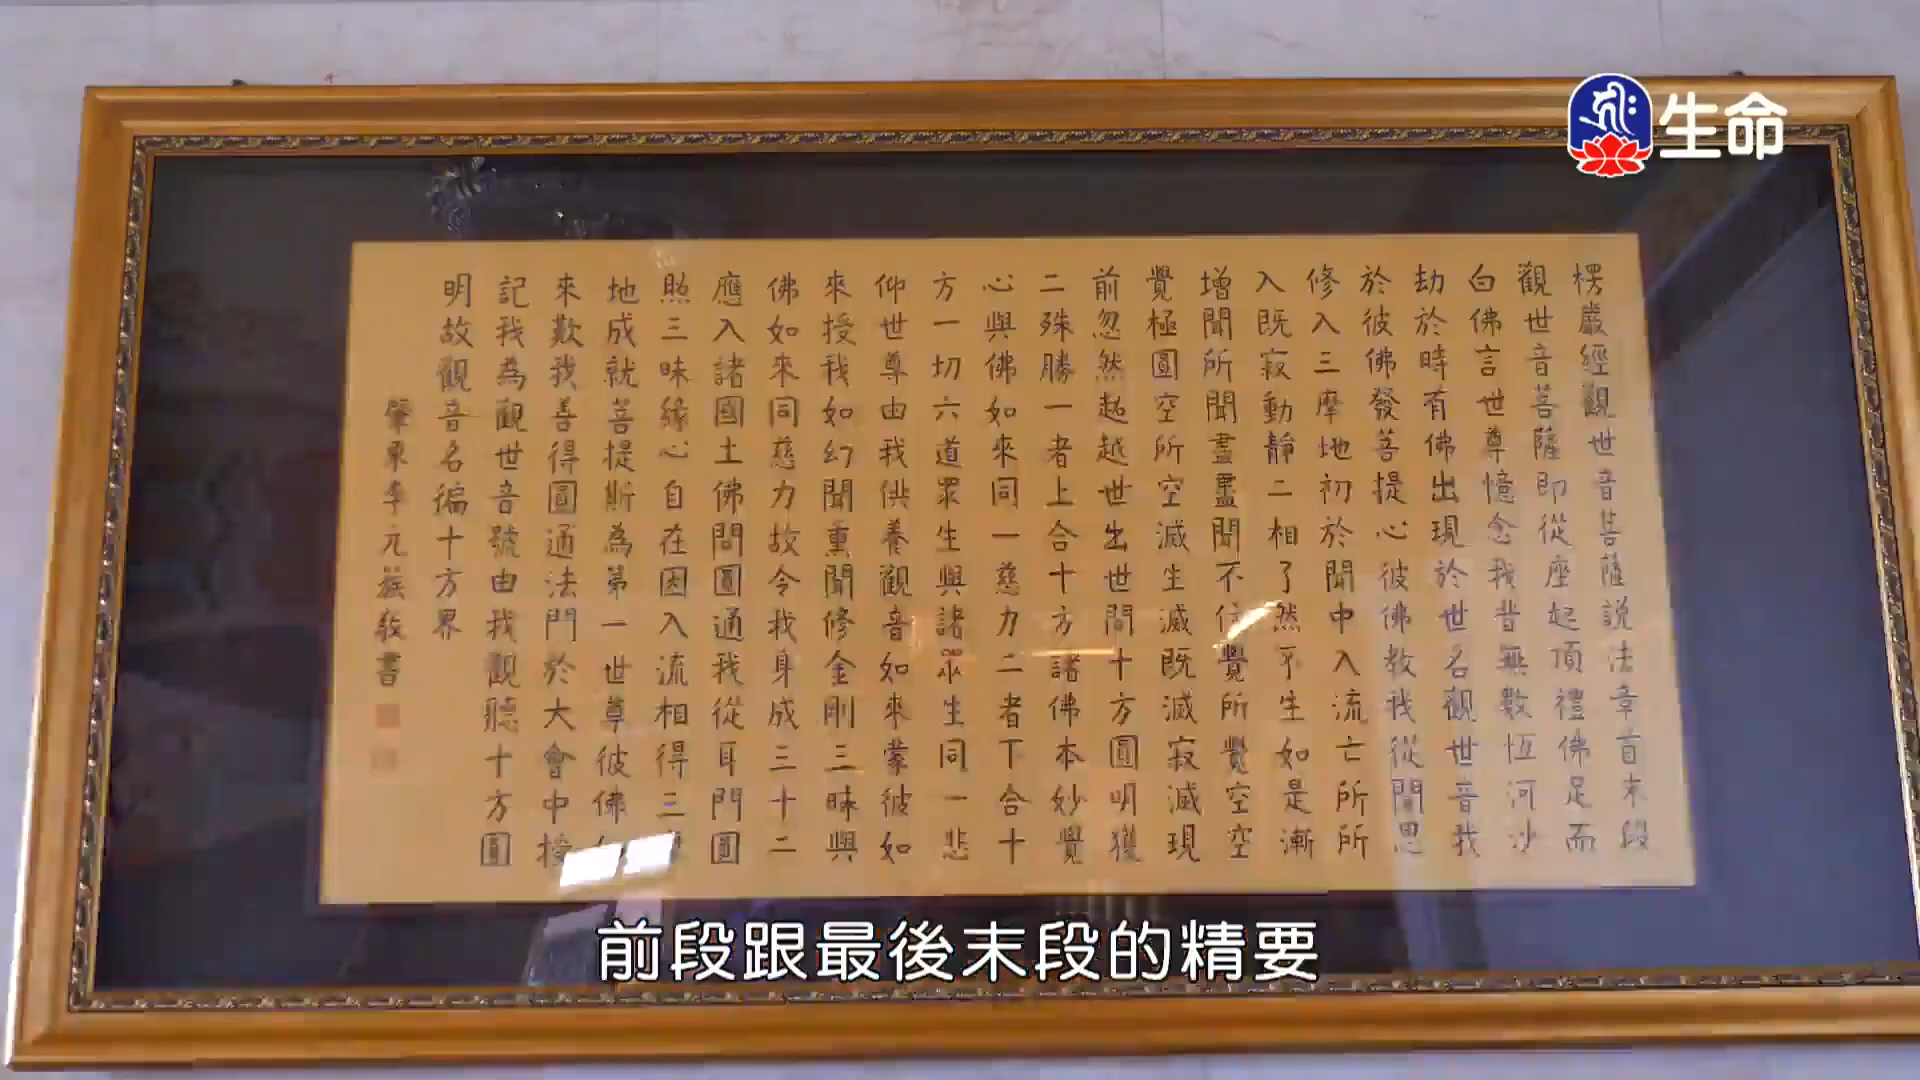 生命
楞嚴經觀世音菩薩說法章首末段
觀世音菩薩即從座起頂禮佛足而
白佛言世尊憶念我昔無數恆河沙
劫於時有佛出現於世名觀世音我
於彼佛發菩提心彼佛教我從聞思
修入三摩地初於聞中入流亡所所
入既寂動靜二相了然不生如是漸
增聞所聞盡盡聞不住覺所覺空空
覺極圓空所空滅生滅既滅寂滅現
前忽然超越世出世間十方圓明獲
二殊勝一者上合十方諸佛本妙覺
心與佛如來同一慈力二者下合十
方一切六道眾生與諸眾生同一悲
仰世尊由我供養觀音如來蒙彼如
來授我如幻聞重聞修金剛三昧與
佛如來同慈力故令我身成三十二
應入諸國土佛問圓通我從耳門圓
照三昧緣心自在因入流相得三
地成就菩提斯為第一世尊彼佛如
來歎我善得圓通法門於大會中授
記我為觀世音號由我觀聽十方圓
明故觀音名徧十方界
肇東李元簇敬書
前段跟最後末段的精要